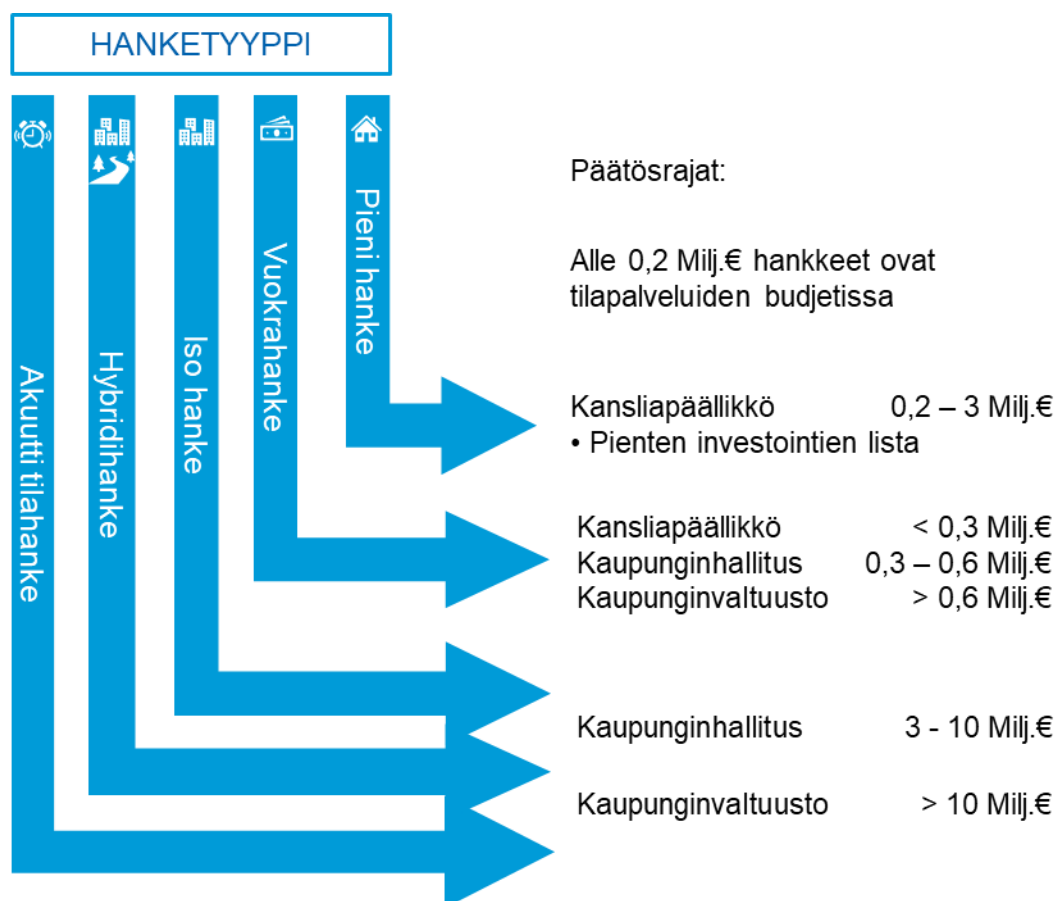 HANKETYYPPI
Akuutti tilahanke
Hybridihanke
Iso hanke
Vuokrahanke
Pieni hanke
Päätösrajat:
Alle 0,2 Milj.€ hankkeet ovat
tilapalveluiden budjetissa
Kansliapäällikkö 0,2 – 3 Milj.€
• Pienten investointien lista
Kansliapäällikkö < 0,3 Milj.€
Kaupunginhallitus 0,3 – 0,6 Milj.€
Kaupunginvaltuusto > 0,6 Milj.€
Kaupunginhallitus 3 - 10 Milj.€
Kaupunginvaltuusto > 10 Milj.€